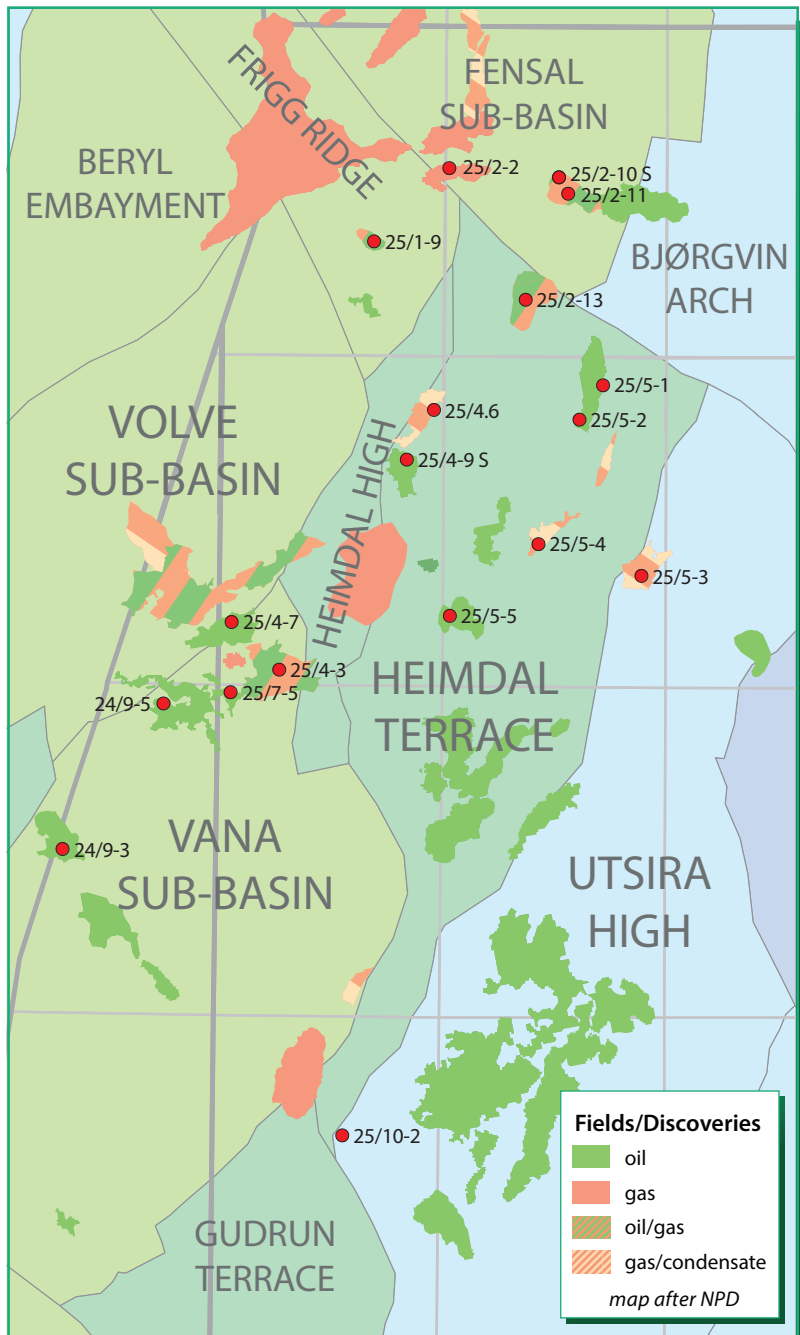 FRIGG RIDGE
FENSAL
SUB-BASIN
BERYL
EMBAYMENT
25/2-2
25/2-10 S
25/2-11
25/1-9
BJØRGVIN
ARCH
25/2-13
25/5-1
25/4.6
25/5-2
VOLVE
SUB-BASIN
25/4-9 S
HEIMDAL HIGH
25/5-4
25/5-3
25/5-5
25/4-7
25/4-3
HEIMDAL
TERRACE
25/7-5
24/9-5
VANA
SUB-BASIN
24/9-3
UTSIRA
HIGH
25/10-2
GUDRUN
TERRACE
Fields/Discoveries
oil
gas
oil/gas
gas/condensate
map after NPD